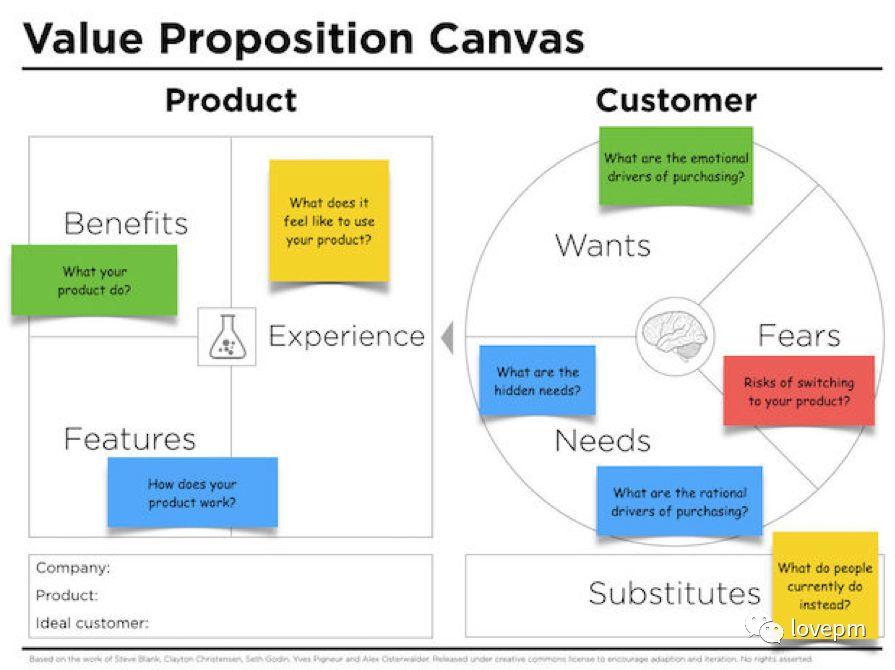 Value Proposition Canvas
Product
Customer
Benefits
What your
product do?
What does it
feel like to use
your product?
Experience
Features
How does your
product work?
What are the emotional
drivers of purchasing?
Wants
Fears
Risks of switching
to your product?
What are the
hidden needs?
Needs
What are the rational
drivers of purchasing?
Company:
Product:
Ideal customer:
Substitutes
What do people
currently do
instead?
lovepm
Based on the work of Steve Blank, Clayton Christensen, Seth Godin, Yves Pigneur and Alex Osterwalder. Released under creative commons license to encourage adaption and iteration. No rights asserted.